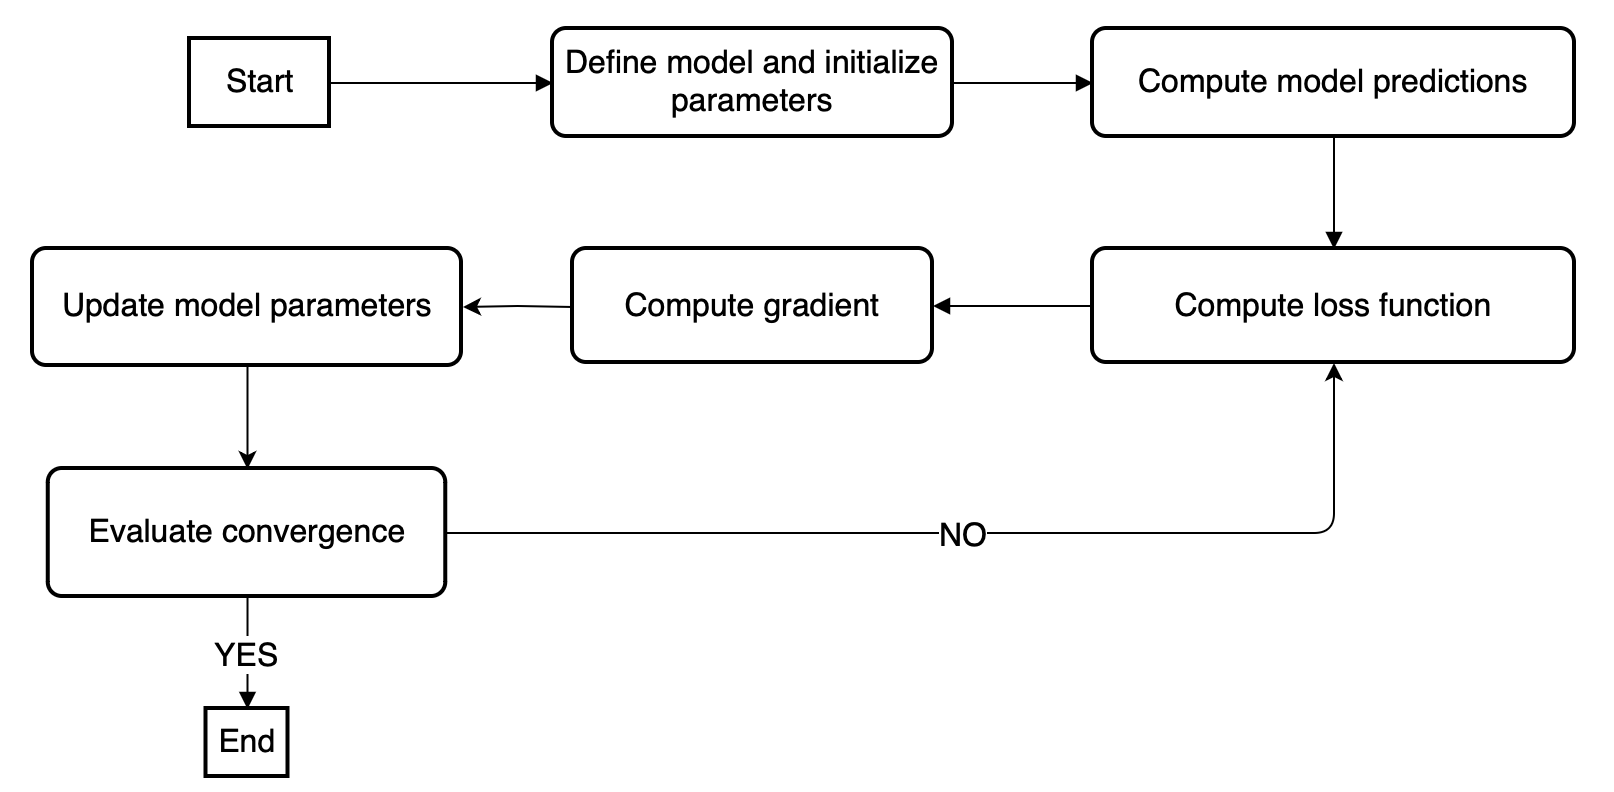 Start
Define model and initialize
parameters
Compute model predictions
Update model parameters
Compute gradient
Compute loss function
Evaluate convergence
NO
YES
End